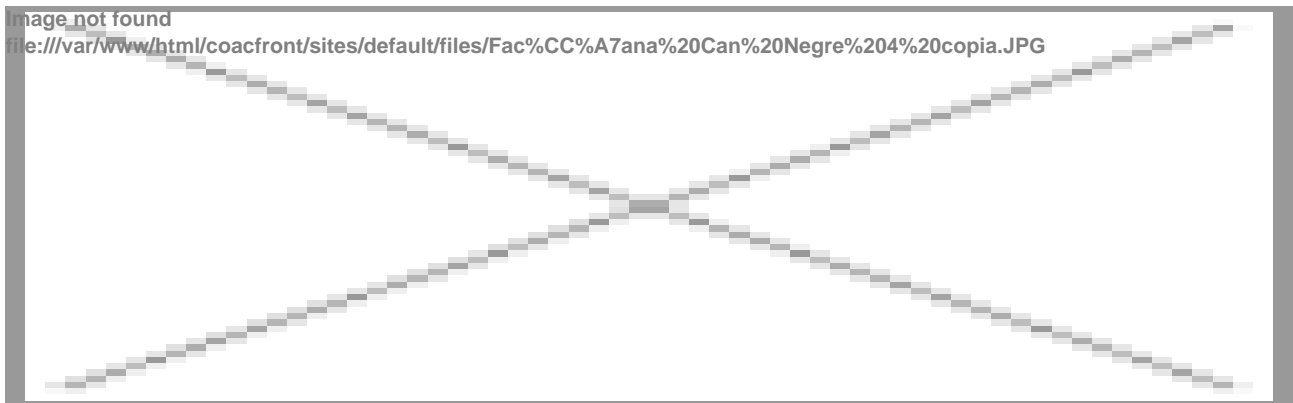 Image not found
file:///var/www/html/coacfront/sites/default/files/Fac%CC%A7ana%20Can%20Negre%204%20copia.JPG